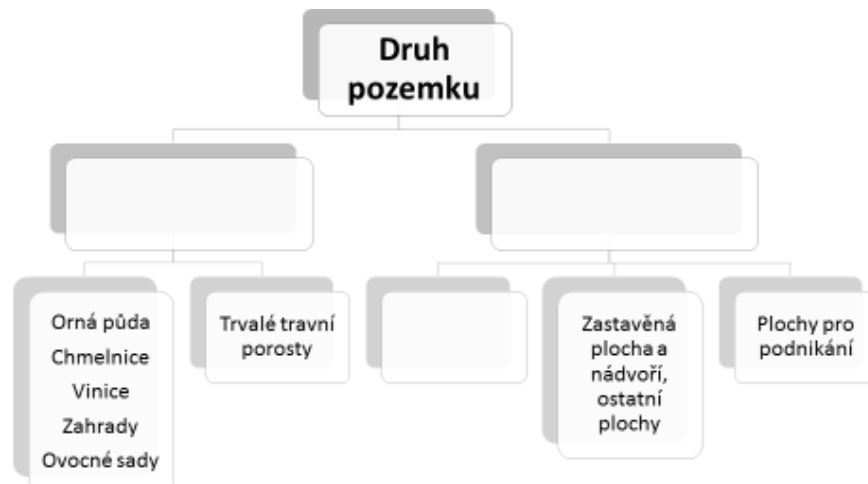 Druh
pozemku
Orná půda
Chmelnice
Vinice
Zahrady
Ovocné sady
Trvalé travní
porosty
Zastavěná
plocha a
nádvoří,
ostatní
plochy
Plochy pro
podnikání